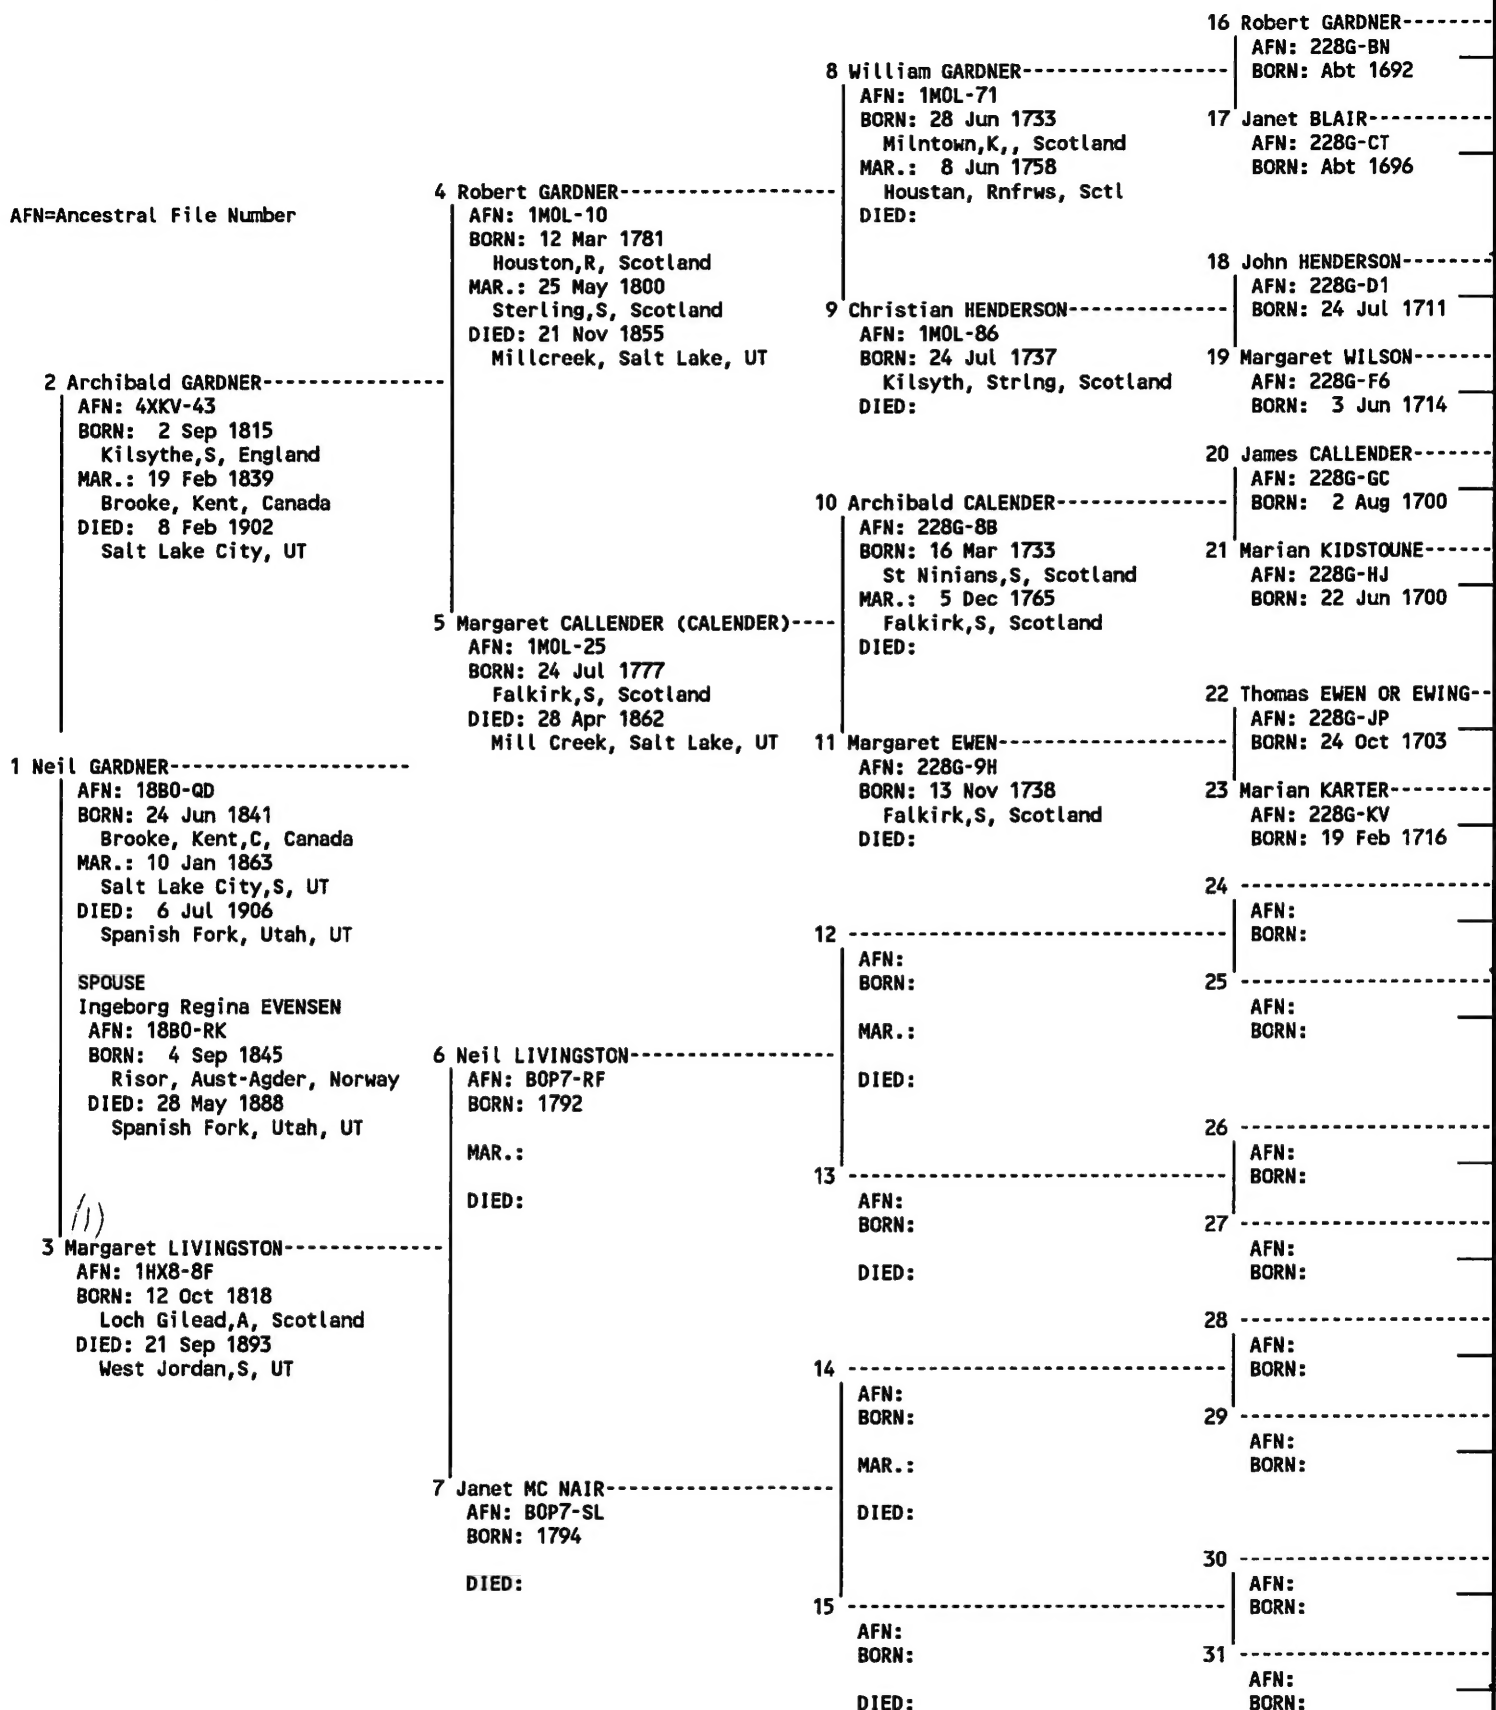 AFN=Ancestral File Number
1 Neil GARDNER--------------------
AFN: 18B0-QD
BORN: 24 Jun 1841
Brooke, Kent,C, Canada
MAR.: 10 Jan 1863
Salt Lake City,S, UT
DIED: 6 Jul 1906
Spanish Fork, Utah, UT
SPOUSE
Ingeborg Regina EVENSEN
AFN: 18B0-RK
BORN: 4 Sep 1845
Risor, Aust-Agder, Norway
DIED: 28 May 1888
Spanish Fork, Utah, UT
2 Archibald GARDNER---------------
AFN: 4XKV-43
BORN: 2 Sep 1815
Kilsythe,S, England
MAR.: 19 Feb 1839
Brooke, Kent, Canada
DIED: 8 Feb 1902
Salt Lake City, UT
3 Margaret LIVINGSTON-------------
AFN: 1HX8-8F
BORN: 12 Oct 1818
Loch Gilead,A, Scotland
DIED: 21 Sep 1893
West Jordan,S, UT
4 Robert GARDNER------------------
AFN: 1MOL-10
BORN: 12 Mar 1781
Houston,R, Scotland
MAR.: 25 May 1800
Sterling,S, Scotland
DIED: 21 Nov 1855
Millcreek, Salt Lake, UT
5 Margaret CALLENDER (CALENDER)----
AFN: 1MOL-25
BORN: 24 Jul 1777
Falkirk,S, Scotland
DIED: 28 Apr 1862
Mill Creek, Salt Lake, UT
6 Neil LIVINGSTON-----------------
AFN: BOP7-RF
BORN: 1792
MAR.:
DIED:
7 Janet MC NAIR-------------------
AFN: BOP7-SL
BORN: 1794
DIED:
8 William GARDNER-----------------
AFN: 1MOL-71
BORN: 28 Jun 1733
Milntown,K,, Scotland
MAR.: 8 Jun 1758
Houstan, Rnfrws, Sctl
DIED:
9 Christian HENDERSON-------------
AFN: 1MOL-86
BORN: 24 Jul 1737
Kilsyth, Strlng, Scotland
DIED:
10 Archibald CALENDER--------------
AFN: 228G-8B
BORN: 16 Mar 1733
St Ninians,S, Scotland
MAR.: 5 Dec 1765
Falkirk,S, Scotland
DIED:
11 Margaret EWEN-------------------
AFN: 228G-9H
BORN: 13 Nov 1738
Falkirk,S, Scotland
DIED:
12 --------------------------------
AFN:
BORN:
MAR.:
DIED:
13 --------------------------------
AFN:
BORN:
DIED:
14 --------------------------------
AFN:
BORN:
MAR.:
DIED:
15 --------------------------------
AFN:
BORN:
DIED:
16 Robert GARDNER--------
AFN: 228G-BN
BORN: Abt 1692
17 Janet BLAIR-----------
AFN: 228G-CT
BORN: Abt 1696
18 John HENDERSON--------
AFN: 228G-D1
BORN: 24 Jul 1711
19 Margaret WILSON-------
AFN: 228G-F6
BORN: 3 Jun 1714
20 James CALLENDER-------
AFN: 228G-GC
BORN: 2 Aug 1700
21 Marian KIDSTOUNE------
AFN: 228G-HJ
BORN: 22 Jun 1700
22 Thomas EWEN OR EWING--
AFN: 228G-JP
BORN: 24 Oct 1703
23 Marian KARTER---------
AFN: 228G-KV
BORN: 19 Feb 1716
24 ----------------------
AFN:
BORN:
25 ----------------------
AFN:
BORN:
26 ----------------------
AFN:
BORN:
27 ----------------------
AFN:
BORN:
28 ----------------------
AFN:
BORN:
29 ----------------------
AFN:
BORN:
30 ----------------------
AFN:
BORN:
31 ----------------------
AFN:
BORN: